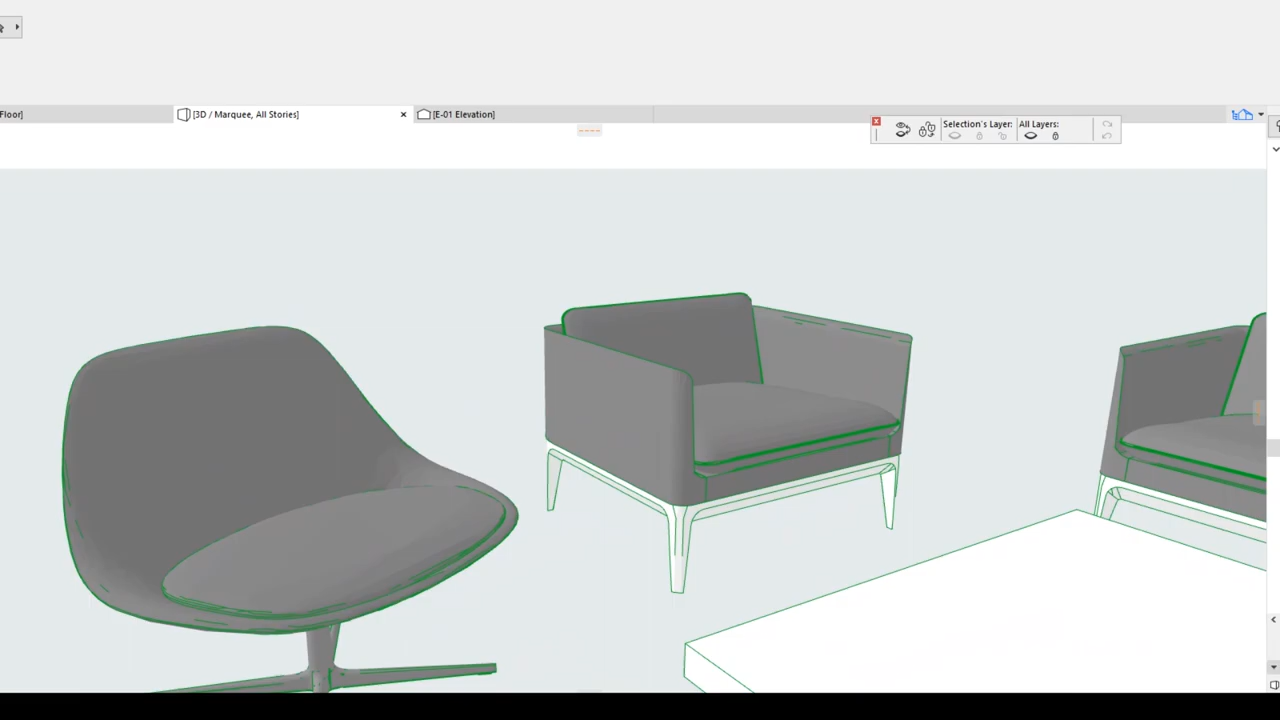 Floor]
[3D / Marquee, All Stories]
[E-01 Elevation]
Selection's Layer:
All Layers: